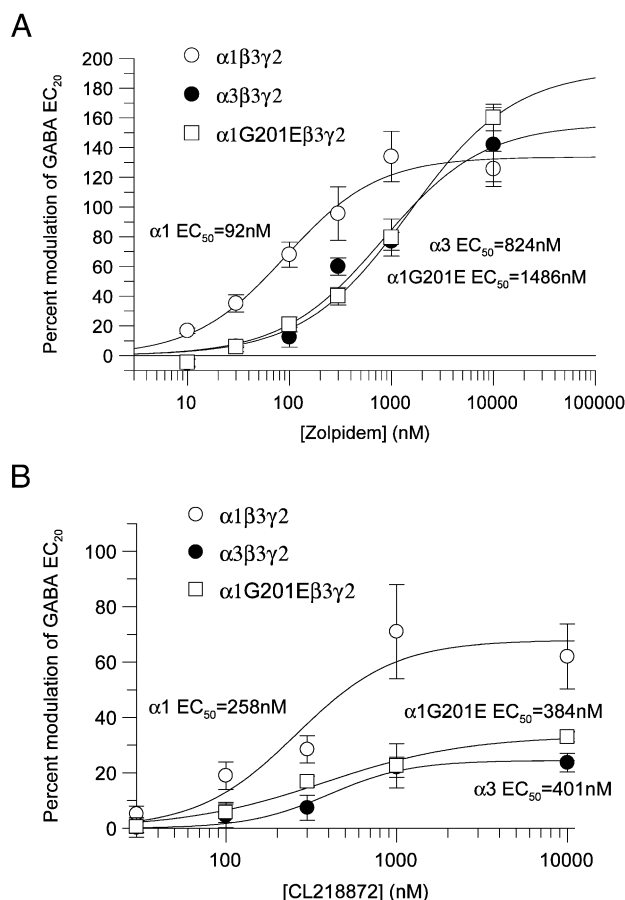 A
Percent modulation of GABA EC20
200
180
160
140
120
100
80
60
40
20
0
α1β3γ2
α3β3γ2
α1G201Eβ3γ2
α1 EC50=92nM
α3 EC50=824nM
α1G201E EC50=1486nM
10 100 1000 10000 100000
[Zolpidem] (nM)
B
Percent modulation of GABA EC20
100
80
60
40
20
0
α1β3γ2
α3β3γ2
α1G201Eβ3γ2
α1 EC50=258nM
α1G201E EC50=384nM
α3 EC50=401nM
100 1000 10000
[CL218872] (nM)